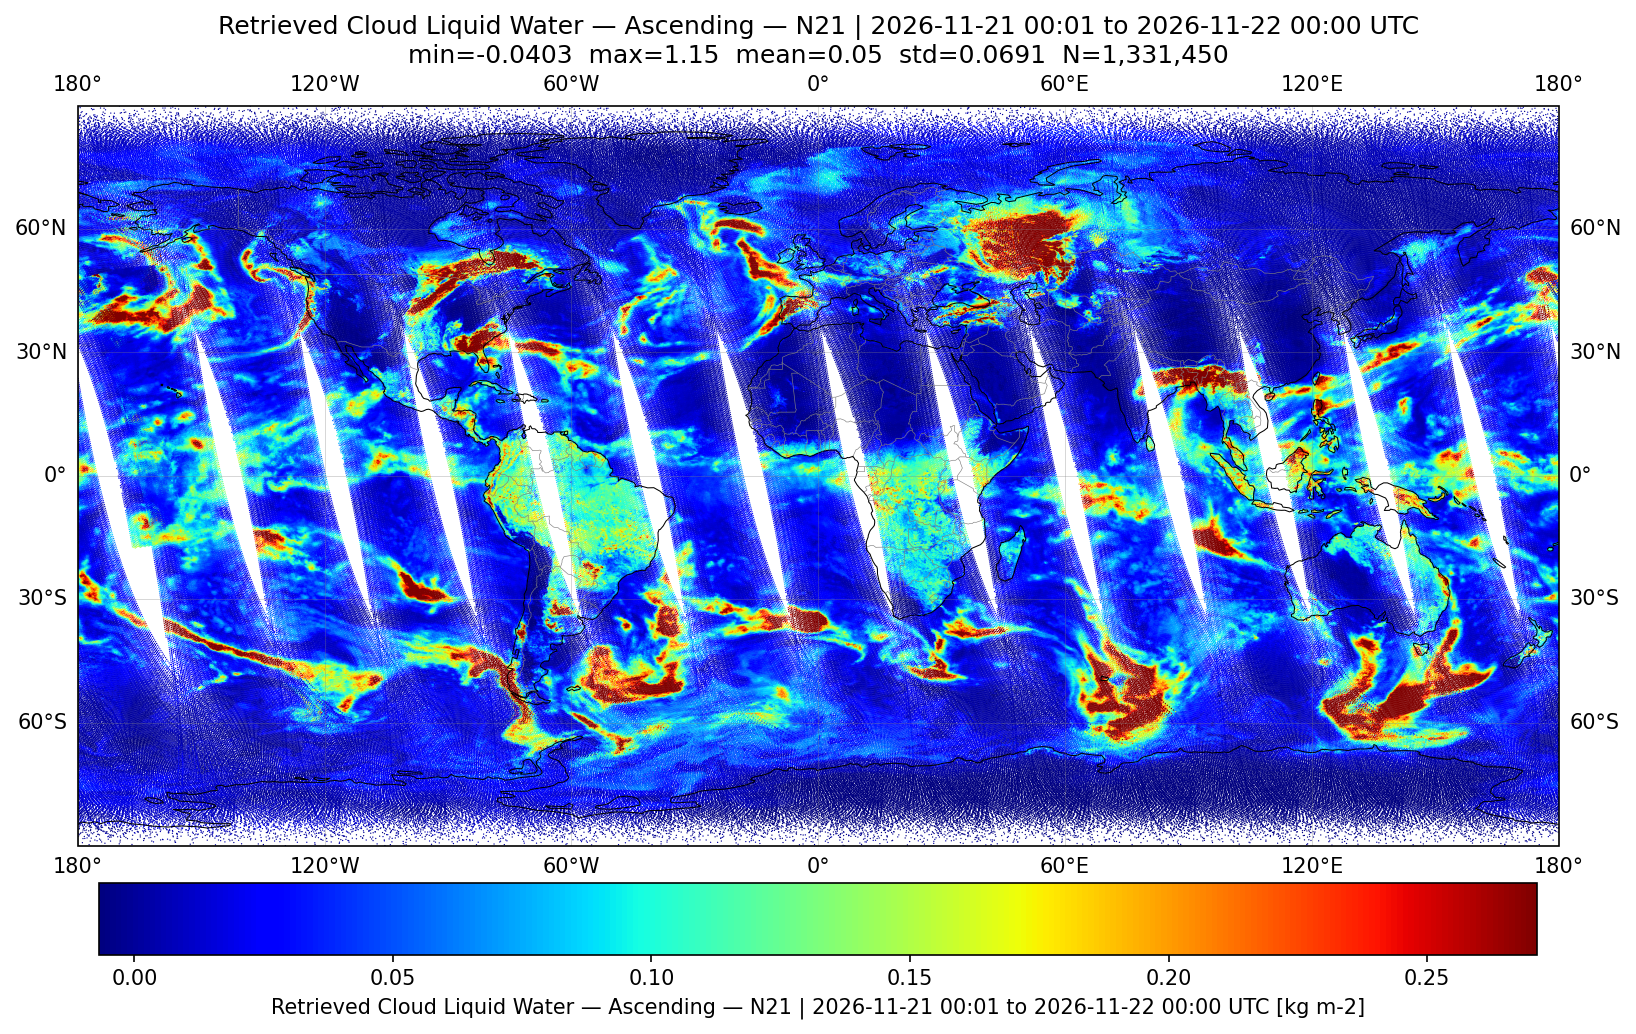 Retrieved Cloud Liquid Water — Ascending — N21 | 2026-11-21 00:01 to 2026-11-22 00:00 UTC
min=-0.0403  max=1.15  mean=0.05  std=0.0691  N=1,331,450
180° 120°W 60°W 0° 60°E 120°E 180°
60°N 60°N
30°N 30°N
0° 0°
30°S 30°S
60°S 60°S
180° 120°W 60°W 0° 60°E 120°E 180°
0.00 0.05 0.10 0.15 0.20 0.25
Retrieved Cloud Liquid Water — Ascending — N21 | 2026-11-21 00:01 to 2026-11-22 00:00 UTC [kg m-2]